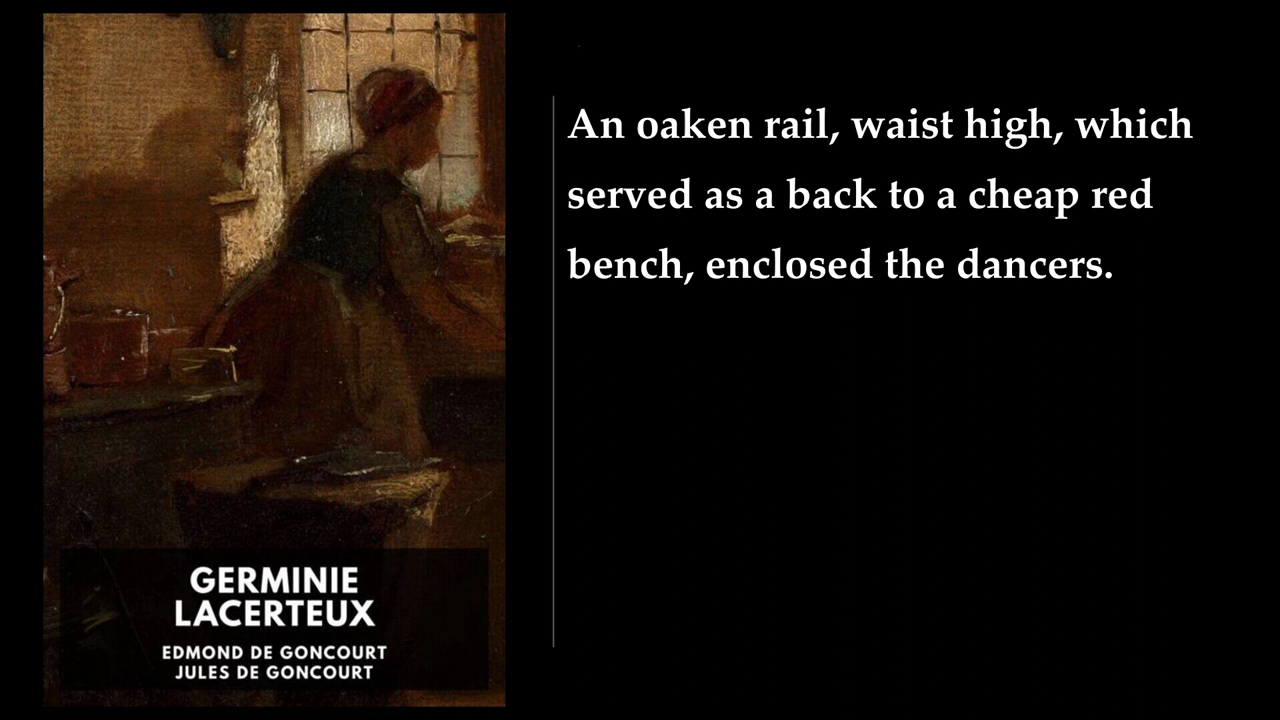 GERMINIE
LACERTEUX
EDMOND DE GONCOURT
JULES DE GONCOURT
An oaken rail, waist high, which
served as a back to a cheap red
bench, enclosed the dancers.